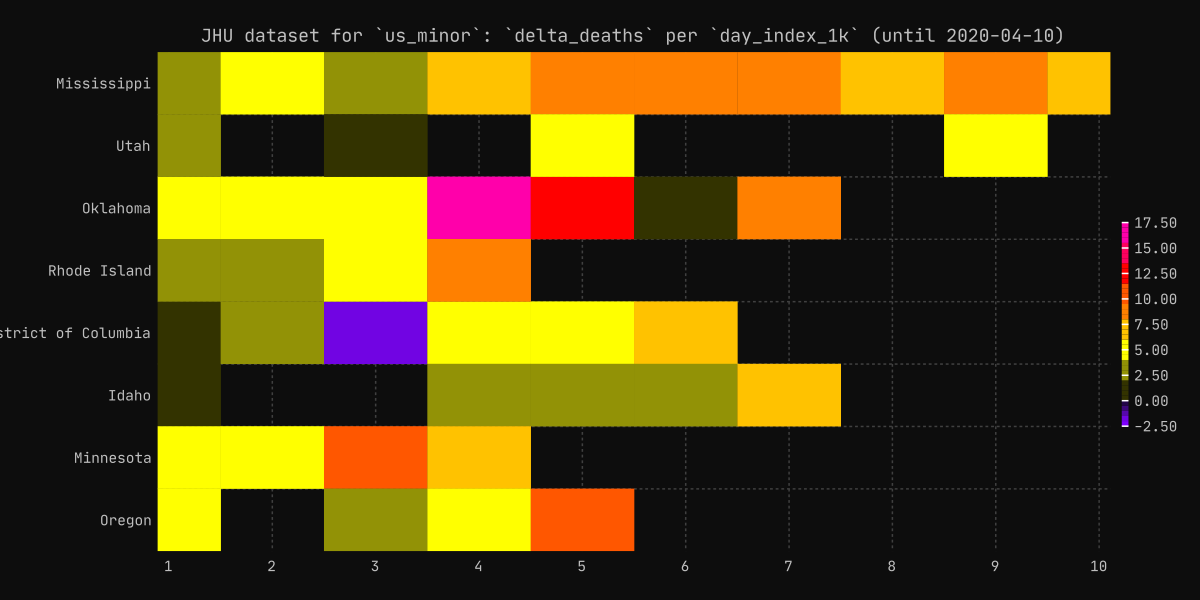 JHU dataset for `us_minor`: `delta_deaths` per `day_index_1k` (until 2020-04-10)
Mississippi
Utah
Oklahoma
Rhode Island
strict of Columbia
Idaho
Minnesota
Oregon
1 2 3 4 5 6 7 8 9 10
17.50
15.00
12.50
10.00
7.50
5.00
2.50
0.00
−2.50